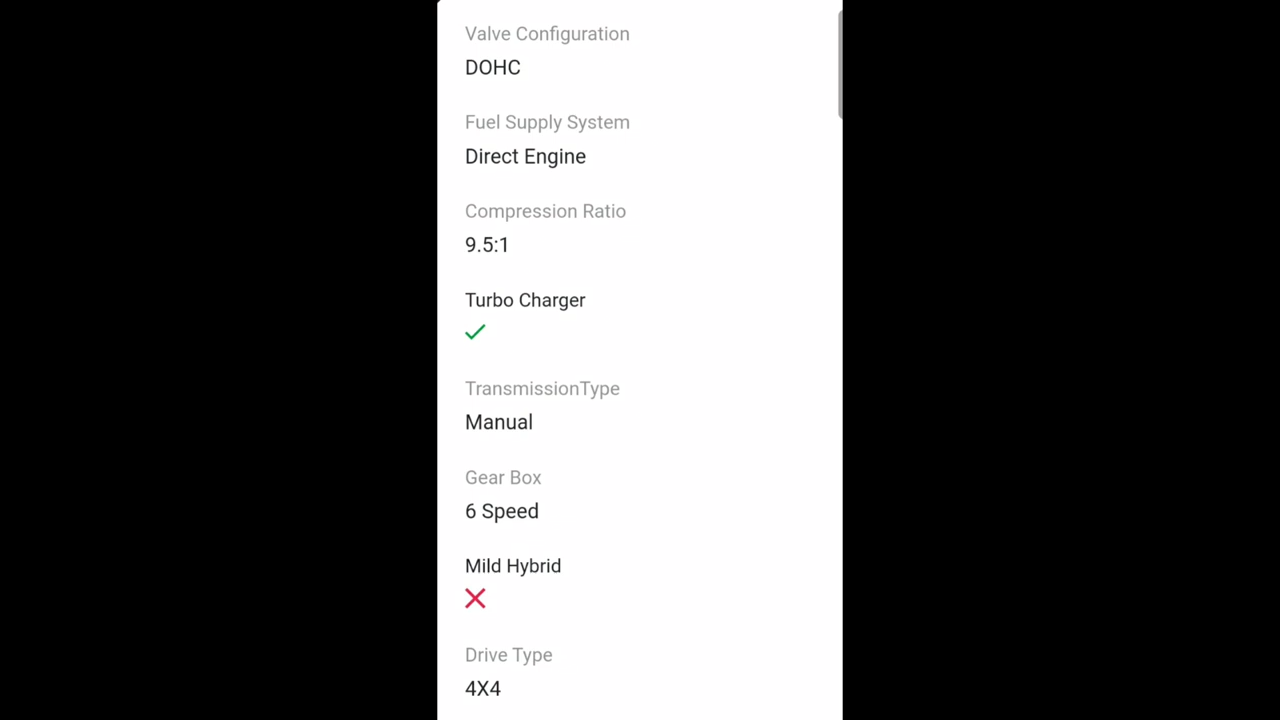 Valve Configuration
DOHC
Fuel Supply System
Direct Engine
Compression Ratio
9.5:1
Turbo Charger
TransmissionType
Manual
Gear Box
6 Speed
Mild Hybrid
Drive Type
4X4